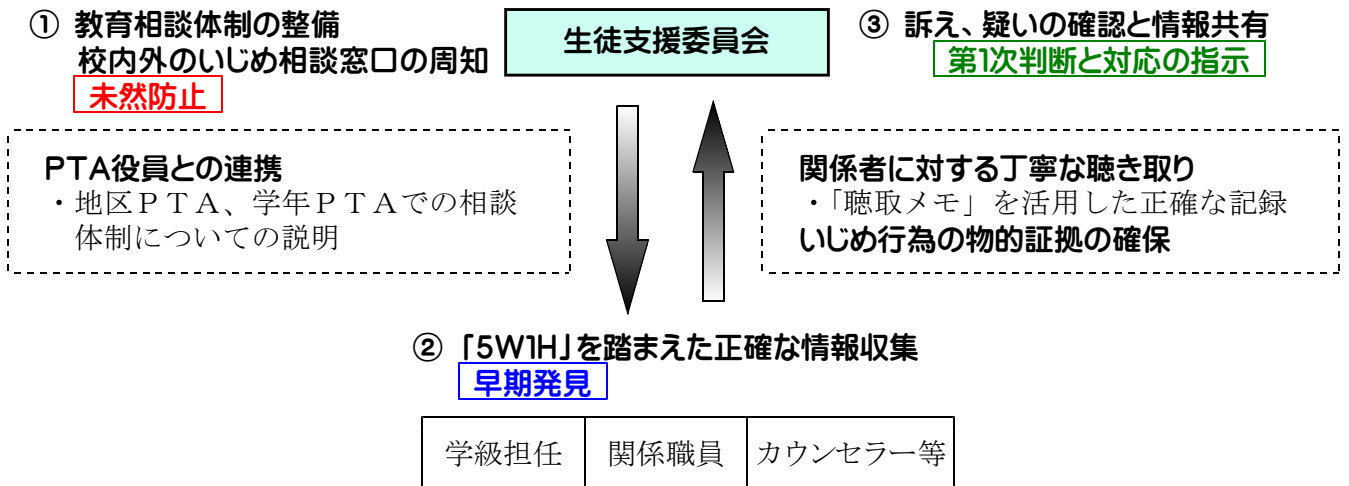 ① 教育相談体制の整備
校内外のいじめ相談窓口の周知
未然防止
生徒支援委員会
③ 訴え、疑いの確認と情報共有
第1次判断と対応の指示
PTA役員との連携
・地区ＰＴＡ、学年ＰＴＡでの相談
体制についての説明
関係者に対する丁寧な聴き取り
・「聴取メモ」を活用した正確な記録
いじめ行為の物的証拠の確保
② 「5W1H」を踏まえた正確な情報収集
早期発見
学級担任 関係職員 カウンセラー等